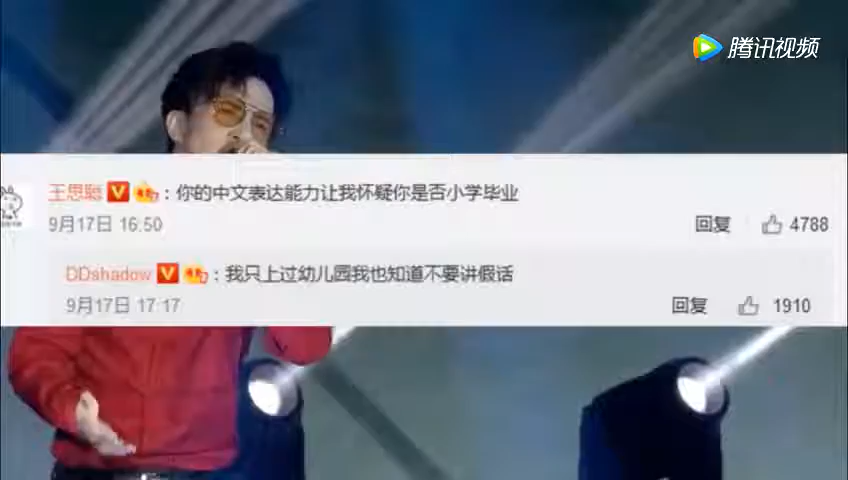 腾讯视频
王思聪：你的中文表达能力让我怀疑你是否小学毕业
9月17日 16:50
回复 4788
DDshadow：我只上过幼儿园我也知道不要讲假话
9月17日 17:17
回复 1910